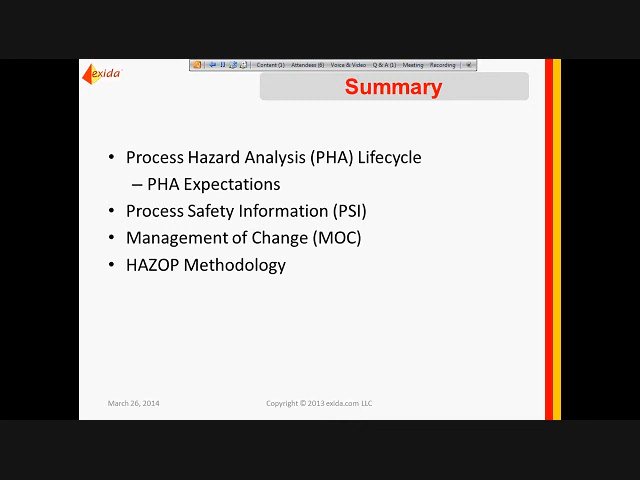 Content (1) Attendees (6) Voice & Video Q & A (1) Meeting Recording
exida
Summary
• Process Hazard Analysis (PHA) Lifecycle
– PHA Expectations
• Process Safety Information (PSI)
• Management of Change (MOC)
• HAZOP Methodology
March 26, 2014
Copyright © 2013 exida.com LLC